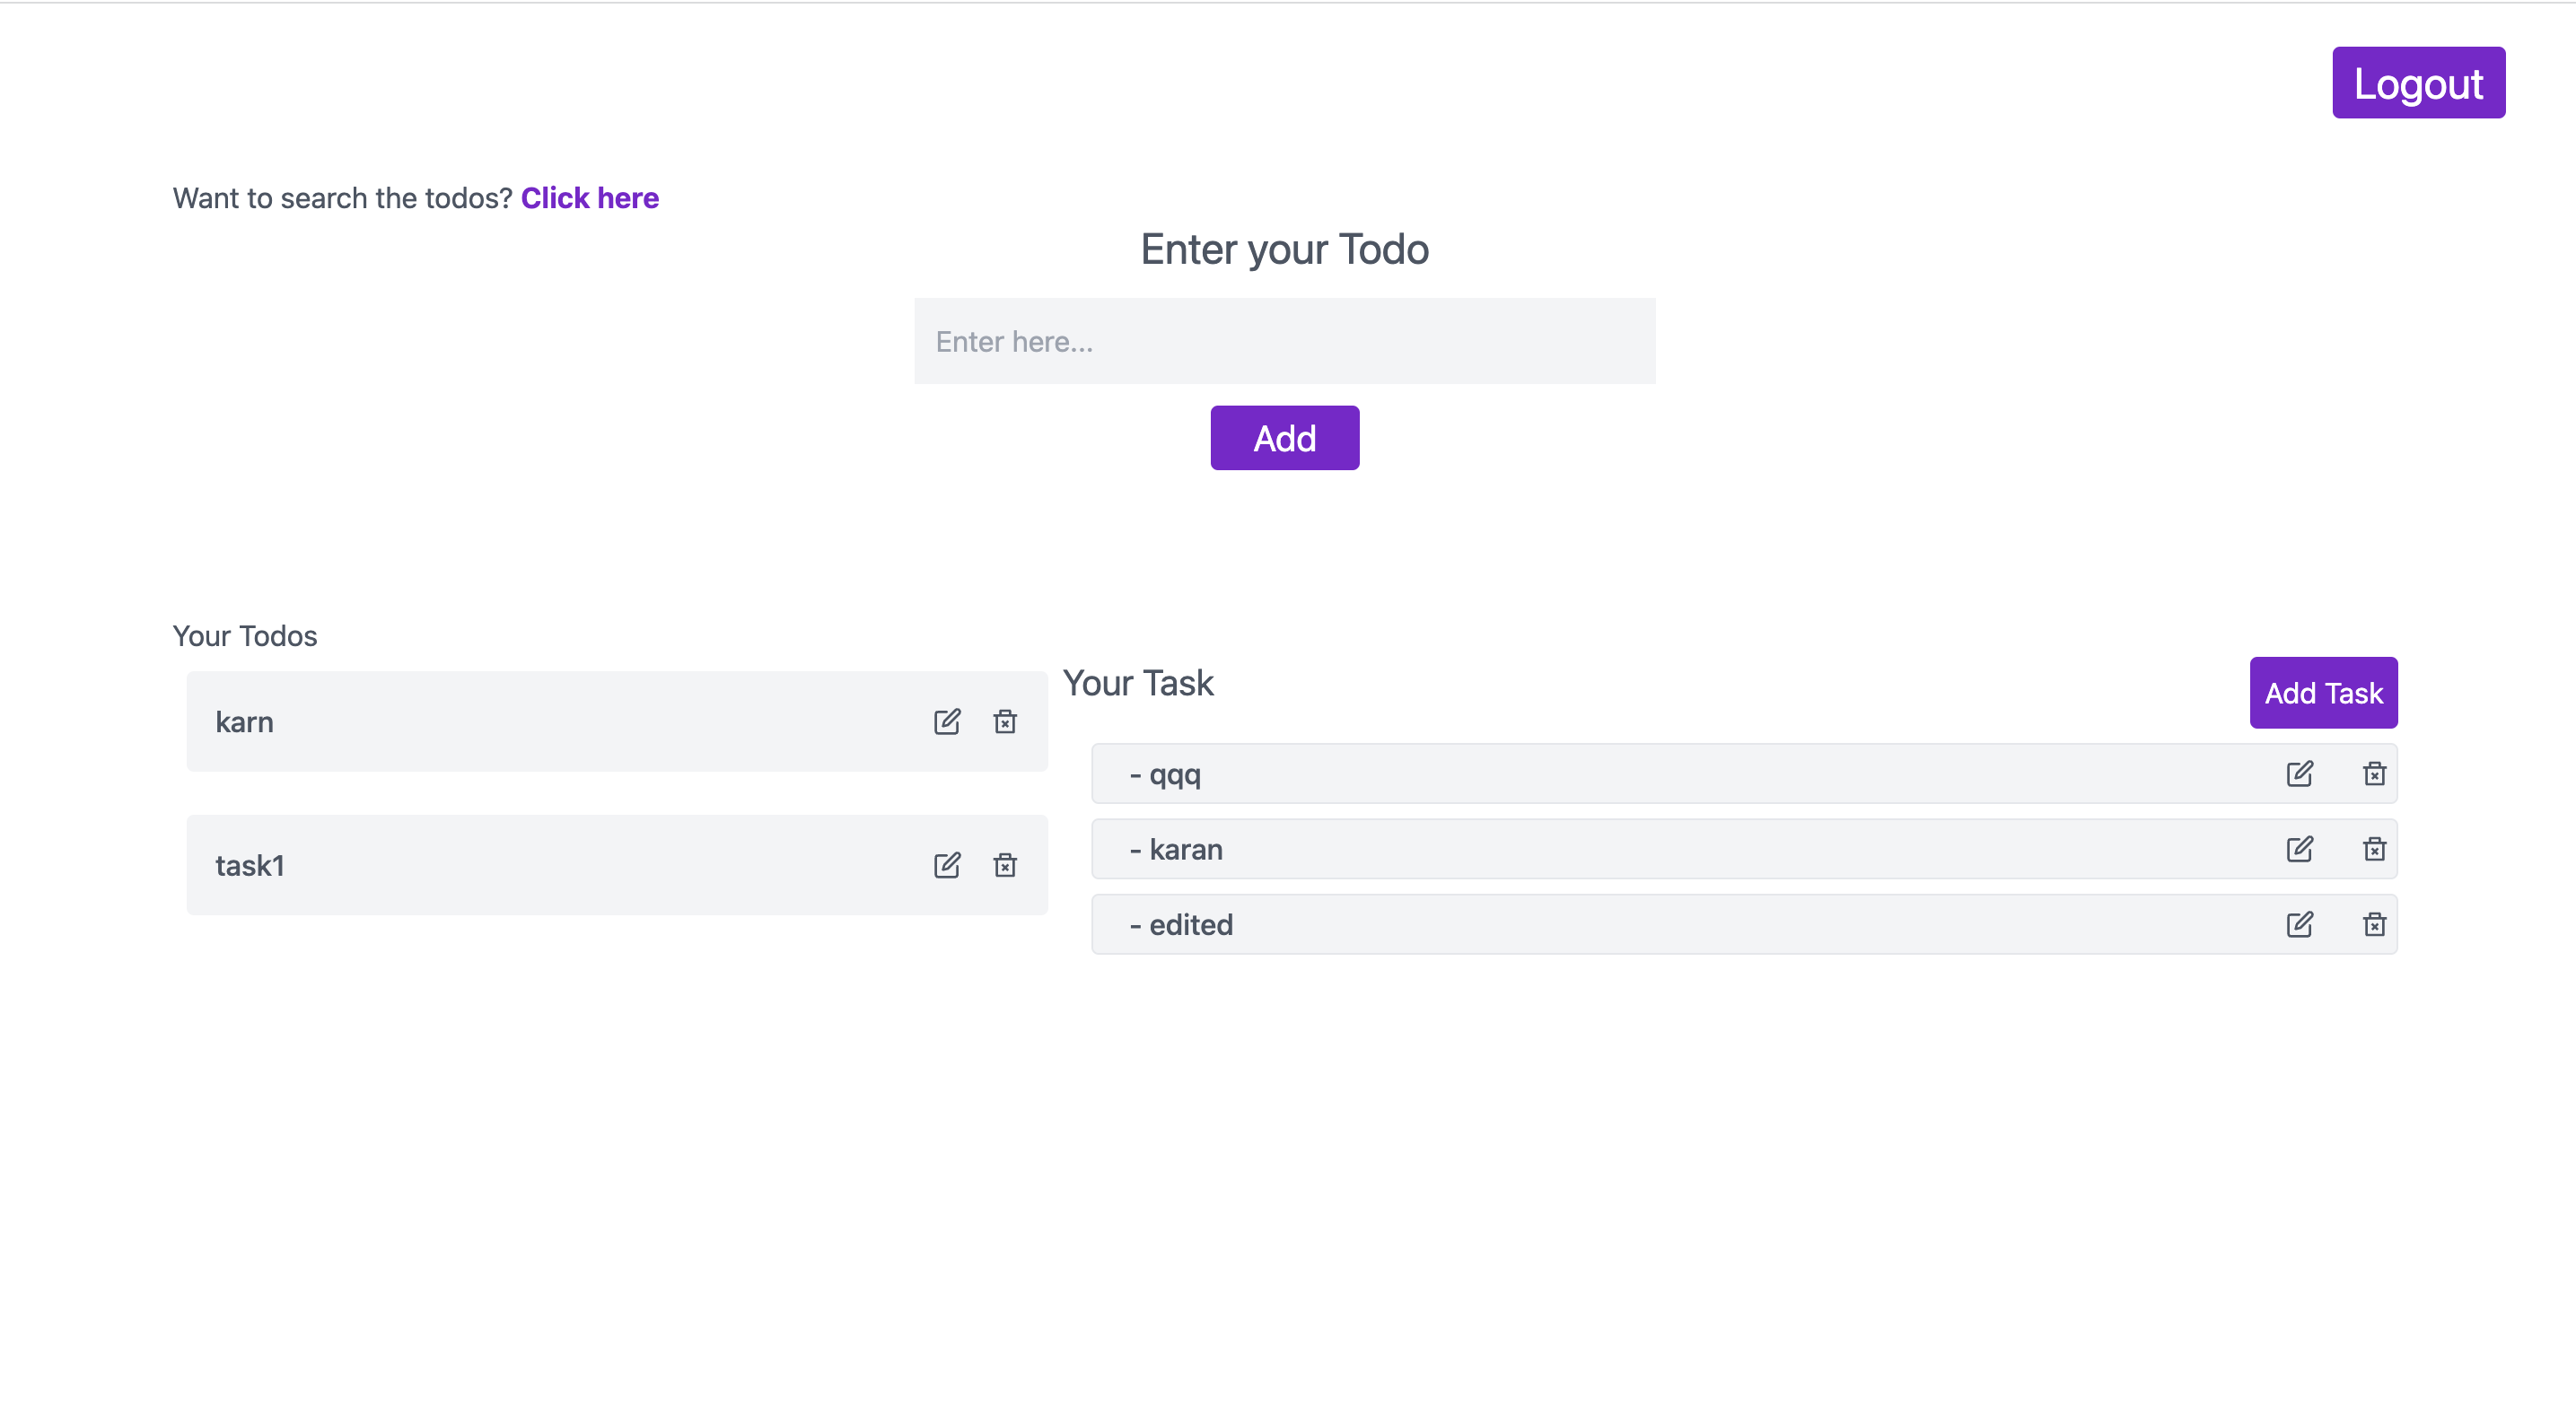 Logout
Want to search the todos? Click here
Enter your Todo
Enter here...
Add
Your Todos
karn
task1
Your Task
Add Task
- qqq
- karan
- edited